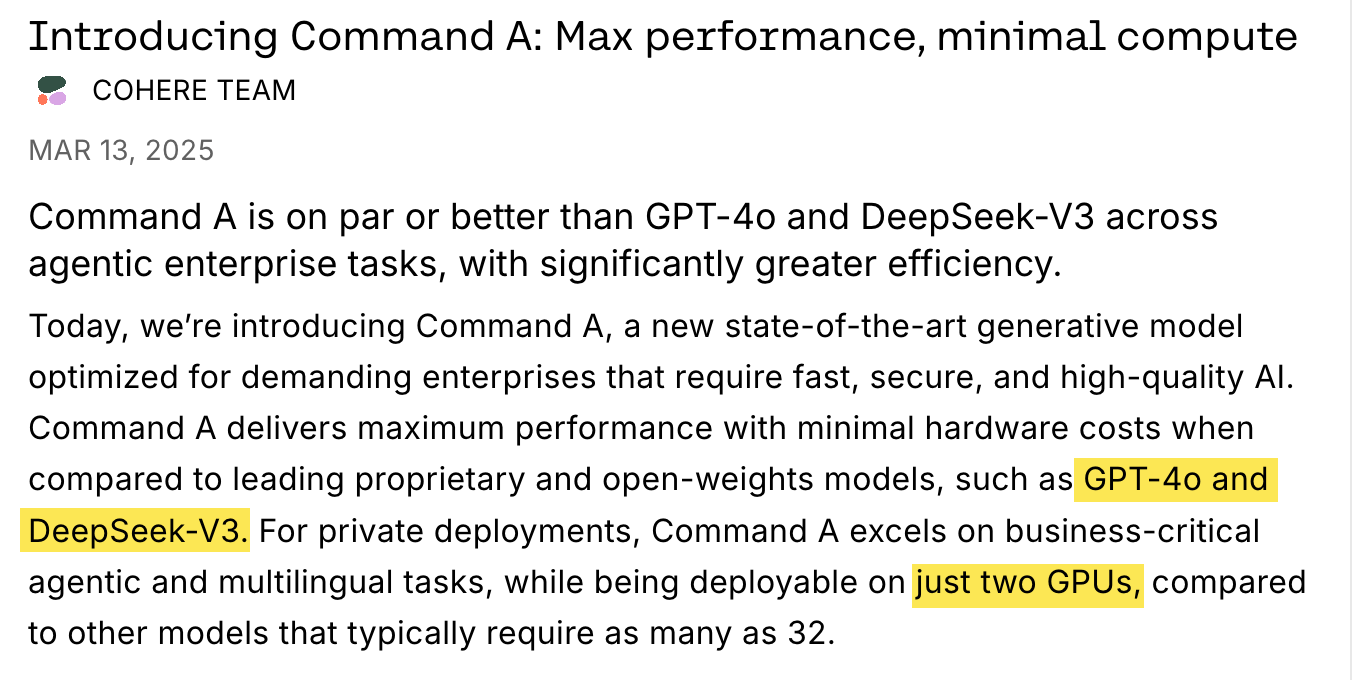 Introducing Command A: Max performance, minimal compute
COHERE TEAM
MAR 13, 2025
Command A is on par or better than GPT-4o and DeepSeek-V3 across
agentic enterprise tasks, with significantly greater efficiency.
Today, we’re introducing Command A, a new state-of-the-art generative model
optimized for demanding enterprises that require fast, secure, and high-quality AI.
Command A delivers maximum performance with minimal hardware costs when
compared to leading proprietary and open-weights models, such as GPT-4o and
DeepSeek-V3. For private deployments, Command A excels on business-critical
agentic and multilingual tasks, while being deployable on just two GPUs, compared
to other models that typically require as many as 32.